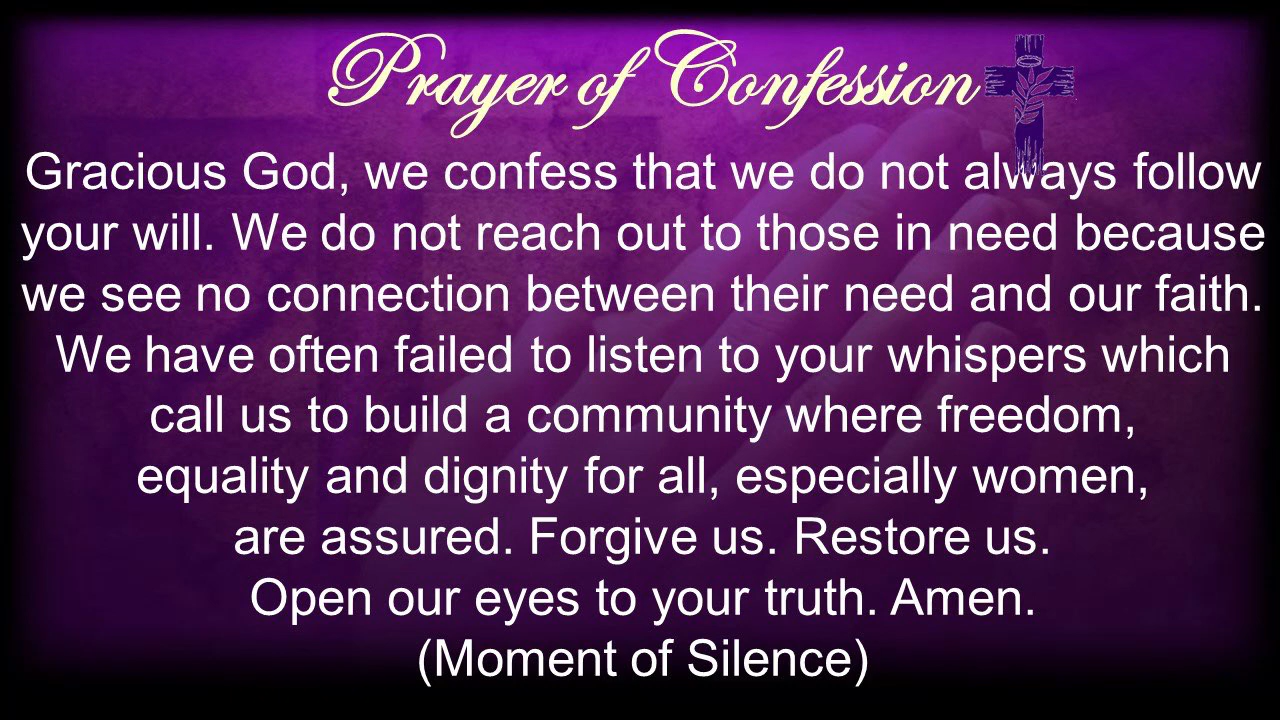 Prayer of Confession
Gracious God, we confess that we do not always follow
your will. We do not reach out to those in need because
we see no connection between their need and our faith.
We have often failed to listen to your whispers which
call us to build a community where freedom,
equality and dignity for all, especially women,
are assured. Forgive us. Restore us.
Open our eyes to your truth. Amen.
(Moment of Silence)